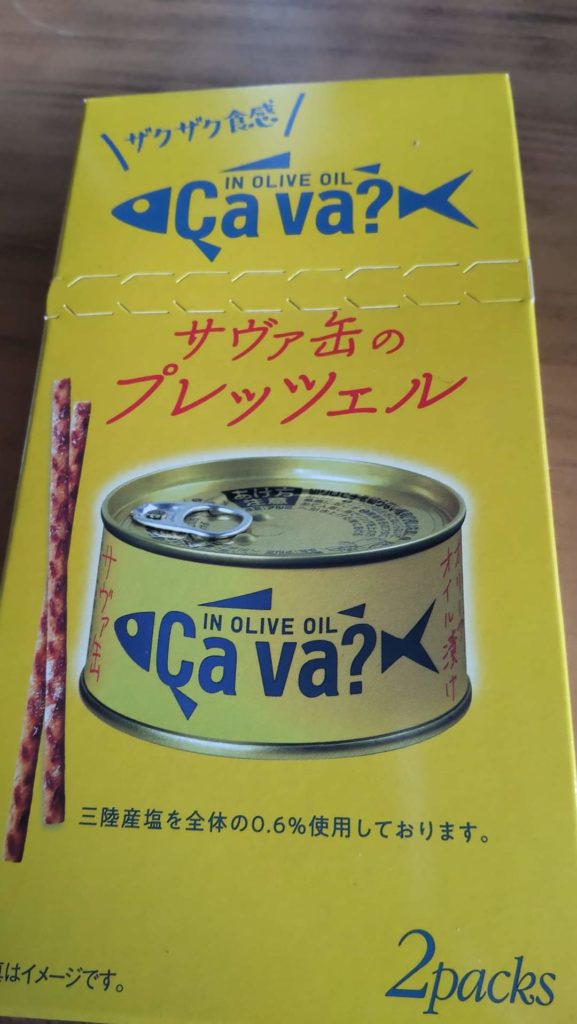 ザクザク食感
IN OLIVE OIL
Ça va?
サヴァ缶の
プレッツェル
サヴァ缶
IN OLIVE OIL
Ça va?
オイル漬け
三陸産塩を全体の0.6%使用しております。
はイメージです。
2packs